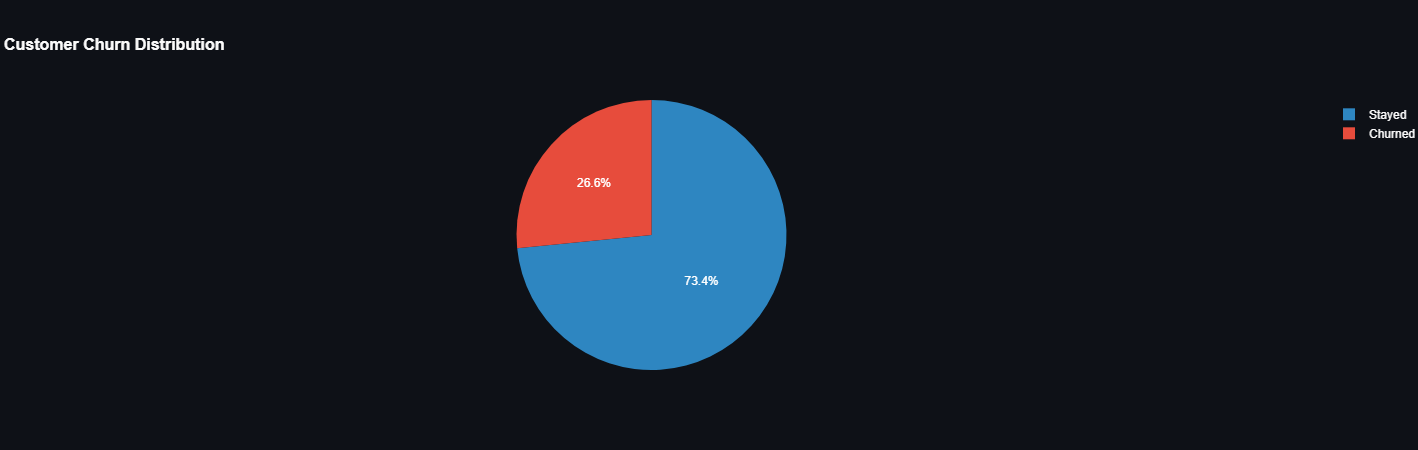 Customer Churn Distribution
Stayed
Churned
26.6%
73.4%